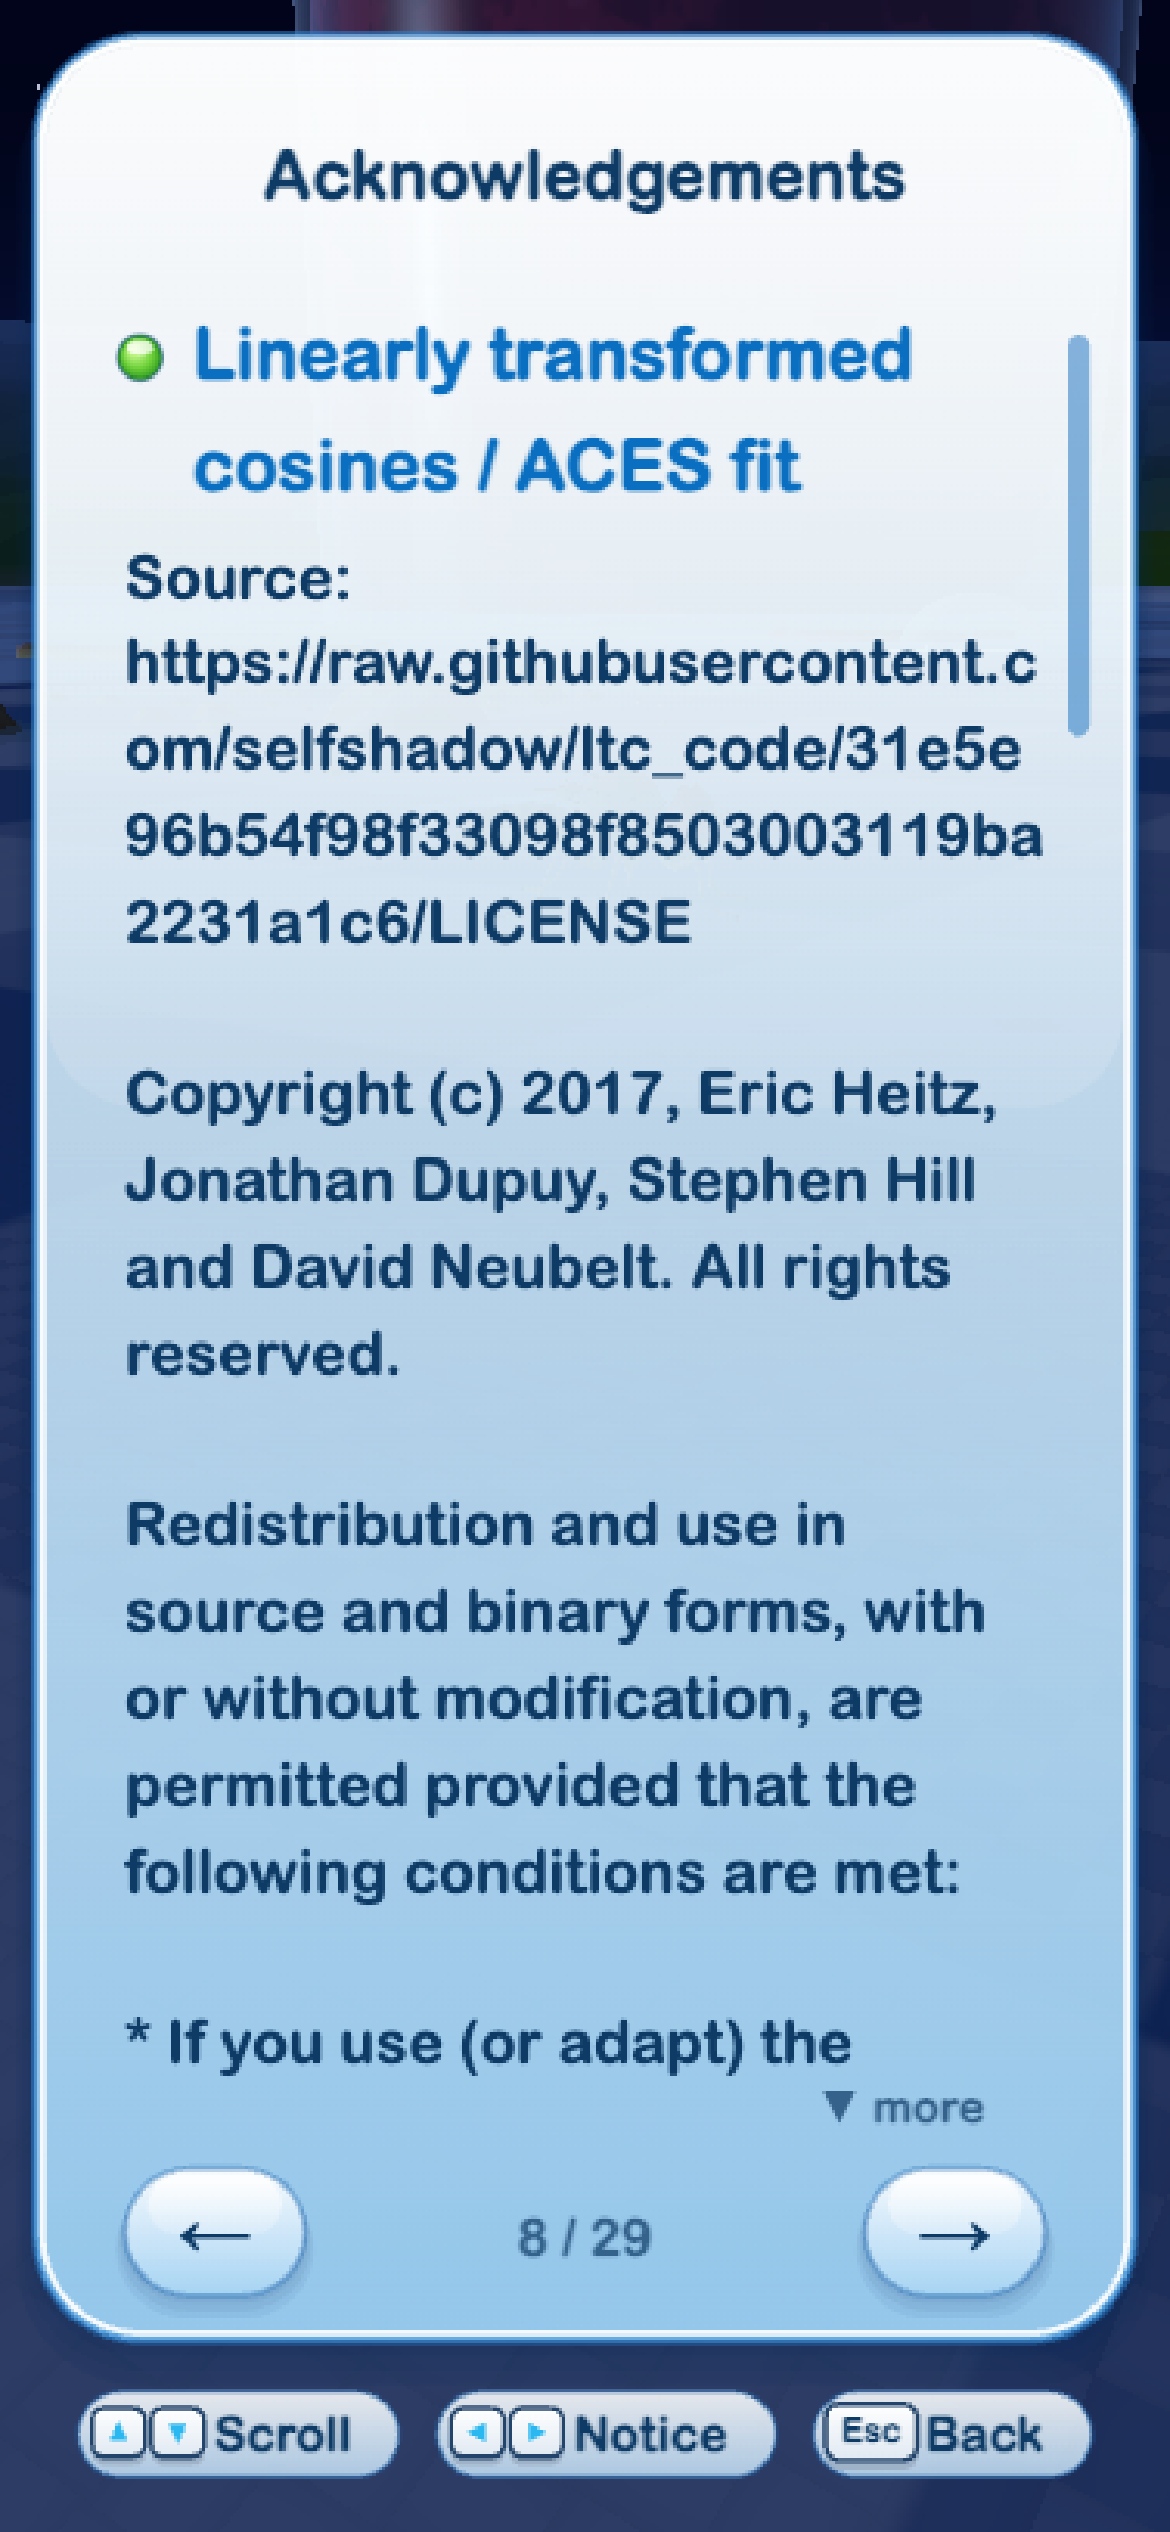 Acknowledgements
Linearly transformed
cosines / ACES fit
Source:
https://raw.githubusercontent.c
om/selfshadow/ltc_code/31e5e
96b54f98f33098f8503003119ba
2231a1c6/LICENSE
Copyright (c) 2017, Eric Heitz,
Jonathan Dupuy, Stephen Hill
and David Neubelt. All rights
reserved.
Redistribution and use in
source and binary forms, with
or without modification, are
permitted provided that the
following conditions are met:
* If you use (or adapt) the
▼ more
← 8 / 29 →
▲ ▼ Scroll ◀ ▶ Notice Esc Back